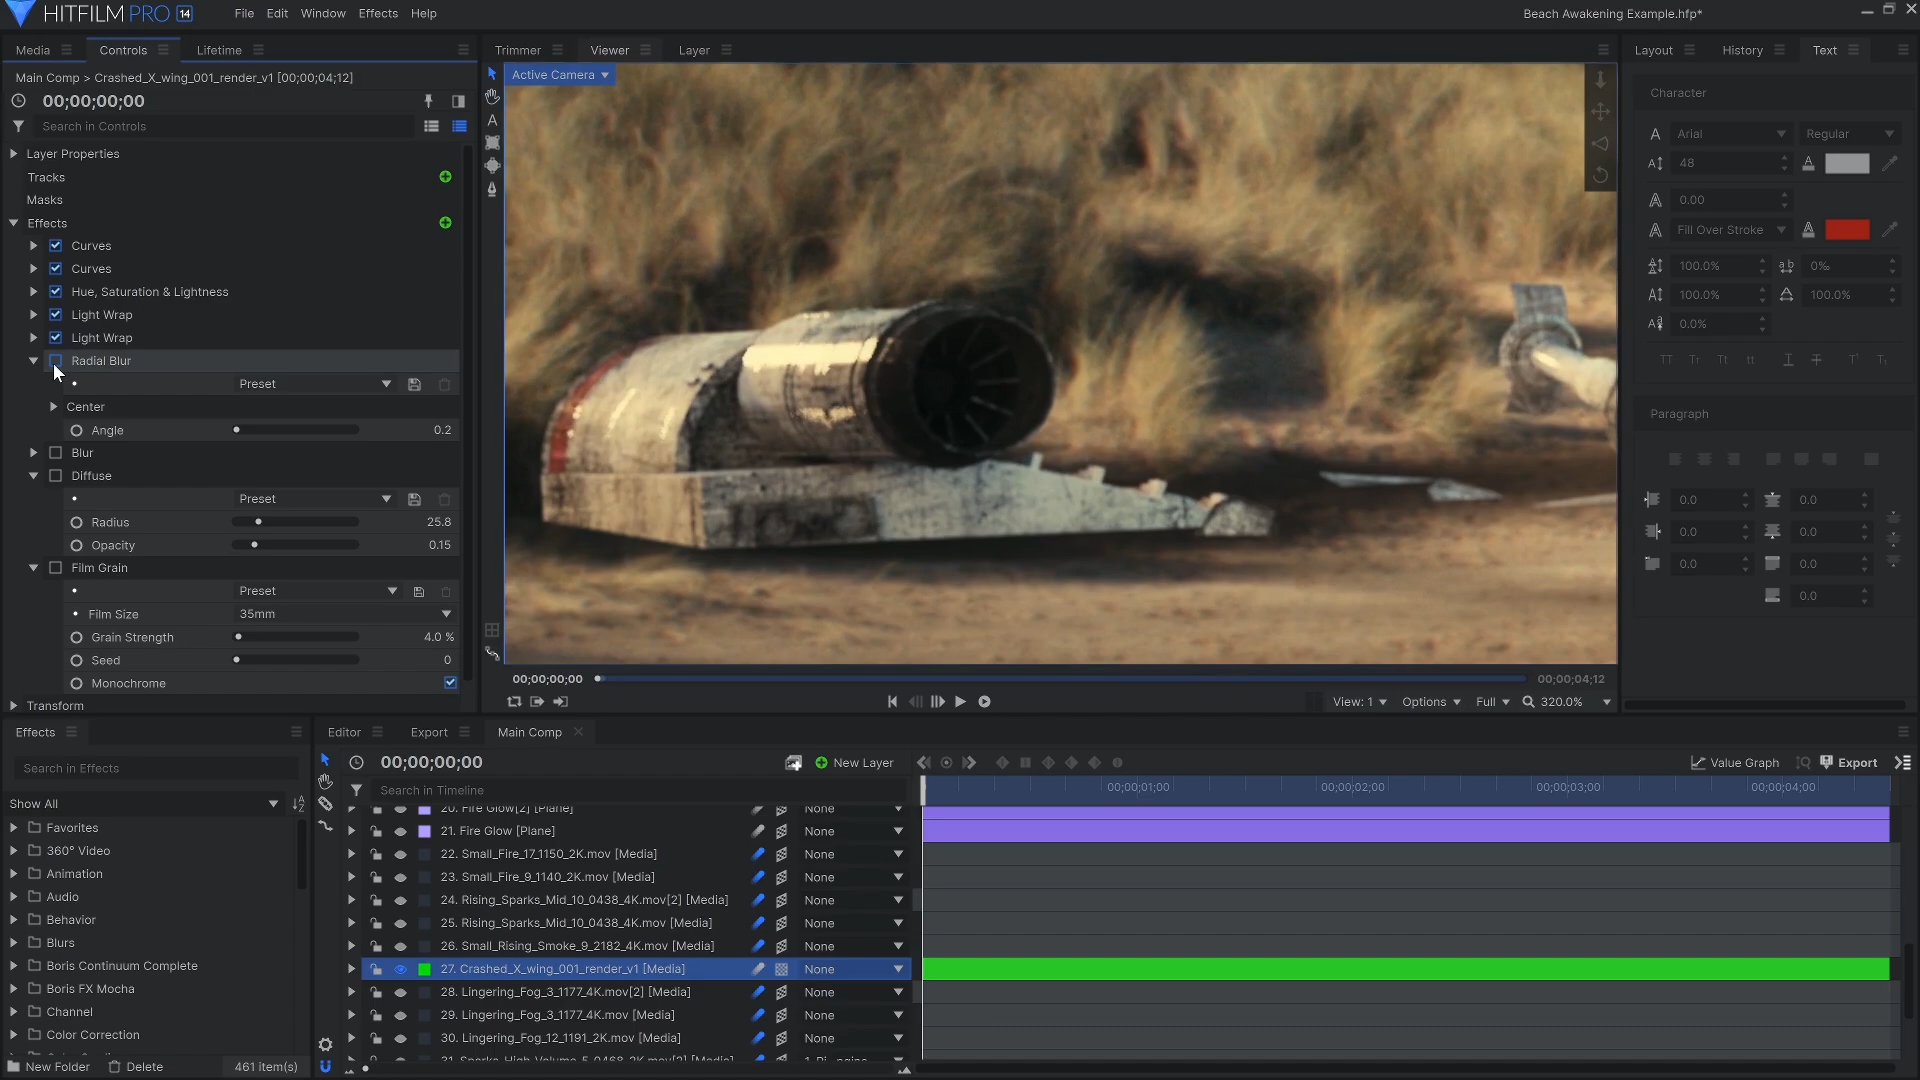 HITFILM PRO 14 File Edit Window Effects Help Beach Awakening Example.hfp*
Media Controls Lifetime
Main Comp > Crashed_X_wing_001_render_v1 [00;00;04;12]
00;00;00;00
Search in Controls
Layer Properties
Tracks
Masks
Effects
Curves
Curves
Hue, Saturation & Lightness
Light Wrap
Light Wrap
Radial Blur
Preset
Center
Angle 0.2
Blur
Diffuse
Preset
Radius 25.8
Opacity 0.15
Film Grain
Preset
Film Size 35mm
Grain Strength 4.0 %
Seed 0
Monochrome
Transform
Trimmer Viewer Layer
Active Camera
00;00;00;00 00;00;04;12
View: 1 Options Full 320.0%
Layout History Text
Character
A Arial Regular
48
0.00
Fill Over Stroke
100.0% 0%
100.0% 100.0%
0.0%
TT Tт Tt tt T T T¹ T₁
Paragraph
0.0 0.0
0.0 0.0
0.0 0.0
0.0
Effects
Search in Effects
Show All
Favorites
360° Video
Animation
Audio
Behavior
Blurs
Boris Continuum Complete
Boris FX Mocha
Channel
Color Correction
New Folder Delete 461 item(s)
Editor Export Main Comp
00;00;00;00 New Layer Value Graph Export
Search in Timeline
00;00;01;00 00;00;02;00 00;00;03;00 00;00;04;00
20. Fire Glow[2] [Plane] None
21. Fire Glow [Plane] None
22. Small_Fire_17_1150_2K.mov [Media] None
23. Small_Fire_9_1140_2K.mov [Media] None
24. Rising_Sparks_Mid_10_0438_4K.mov[2] [Media] None
25. Rising_Sparks_Mid_10_0438_4K.mov [Media] None
26. Small_Rising_Smoke_9_2182_4K.mov [Media] None
27. Crashed_X_wing_001_render_v1 [Media] None
28. Lingering_Fog_3_1177_4K.mov[2] [Media] None
29. Lingering_Fog_3_1177_4K.mov [Media] None
30. Lingering_Fog_12_1191_2K.mov [Media] None